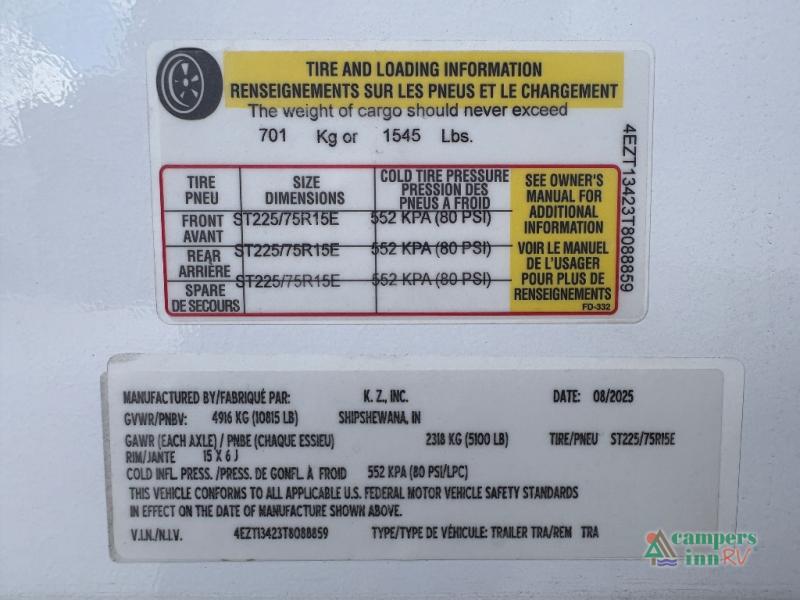 TIRE AND LOADING INFORMATION
RENSEIGNEMENTS SUR LES PNEUS ET LE CHARGEMENT
The weight of cargo should never exceed
701 Kg or 1545 Lbs.
TIRE PNEU
SIZE DIMENSIONS
COLD TIRE PRESSURE PRESSION DES PNEUS A FROID
FRONT AVANT ST225/75R15E 552 KPA (80 PSI)
REAR ARRIÈRE ST225/75R15E 552 KPA (80 PSI)
SPARE DE SECOURS ST225/75R15E 552 KPA (80 PSI)
SEE OWNER'S
MANUAL FOR
ADDITIONAL
INFORMATION
VOIR LE MANUEL
DE L'USAGER
POUR PLUS DE
RENSEIGNEMENTS
FD-332
4EZT13423T8088859
MANUFACTURED BY/FABRIQUÉ PAR: K. Z., INC. DATE: 08/2025
GVWR/PNBV: 4916 KG (10815 LB) SHIPSHEWANA, IN
GAWR (EACH AXLE) / PNBE (CHAQUE ESSIEU) 2318 KG (5100 LB) TIRE/PNEU ST225/75R15E
RIM/JANTE 15 X 6 J
COLD INFL. PRESS. /PRESS. DE GONFL. À FROID 552 KPA (80 PSI/LPC)
THIS VEHICLE CONFORMS TO ALL APPLICABLE U.S. FEDERAL MOTOR VEHICLE SAFETY STANDARDS
IN EFFECT ON THE DATE OF MANUFACTURE SHOWN ABOVE.
V.I.N./N.I.V. 4EZT13423T8088859 TYPE/TYPE DE VÉHICULE: TRAILER TRA/REM TRA
campers
inn RV